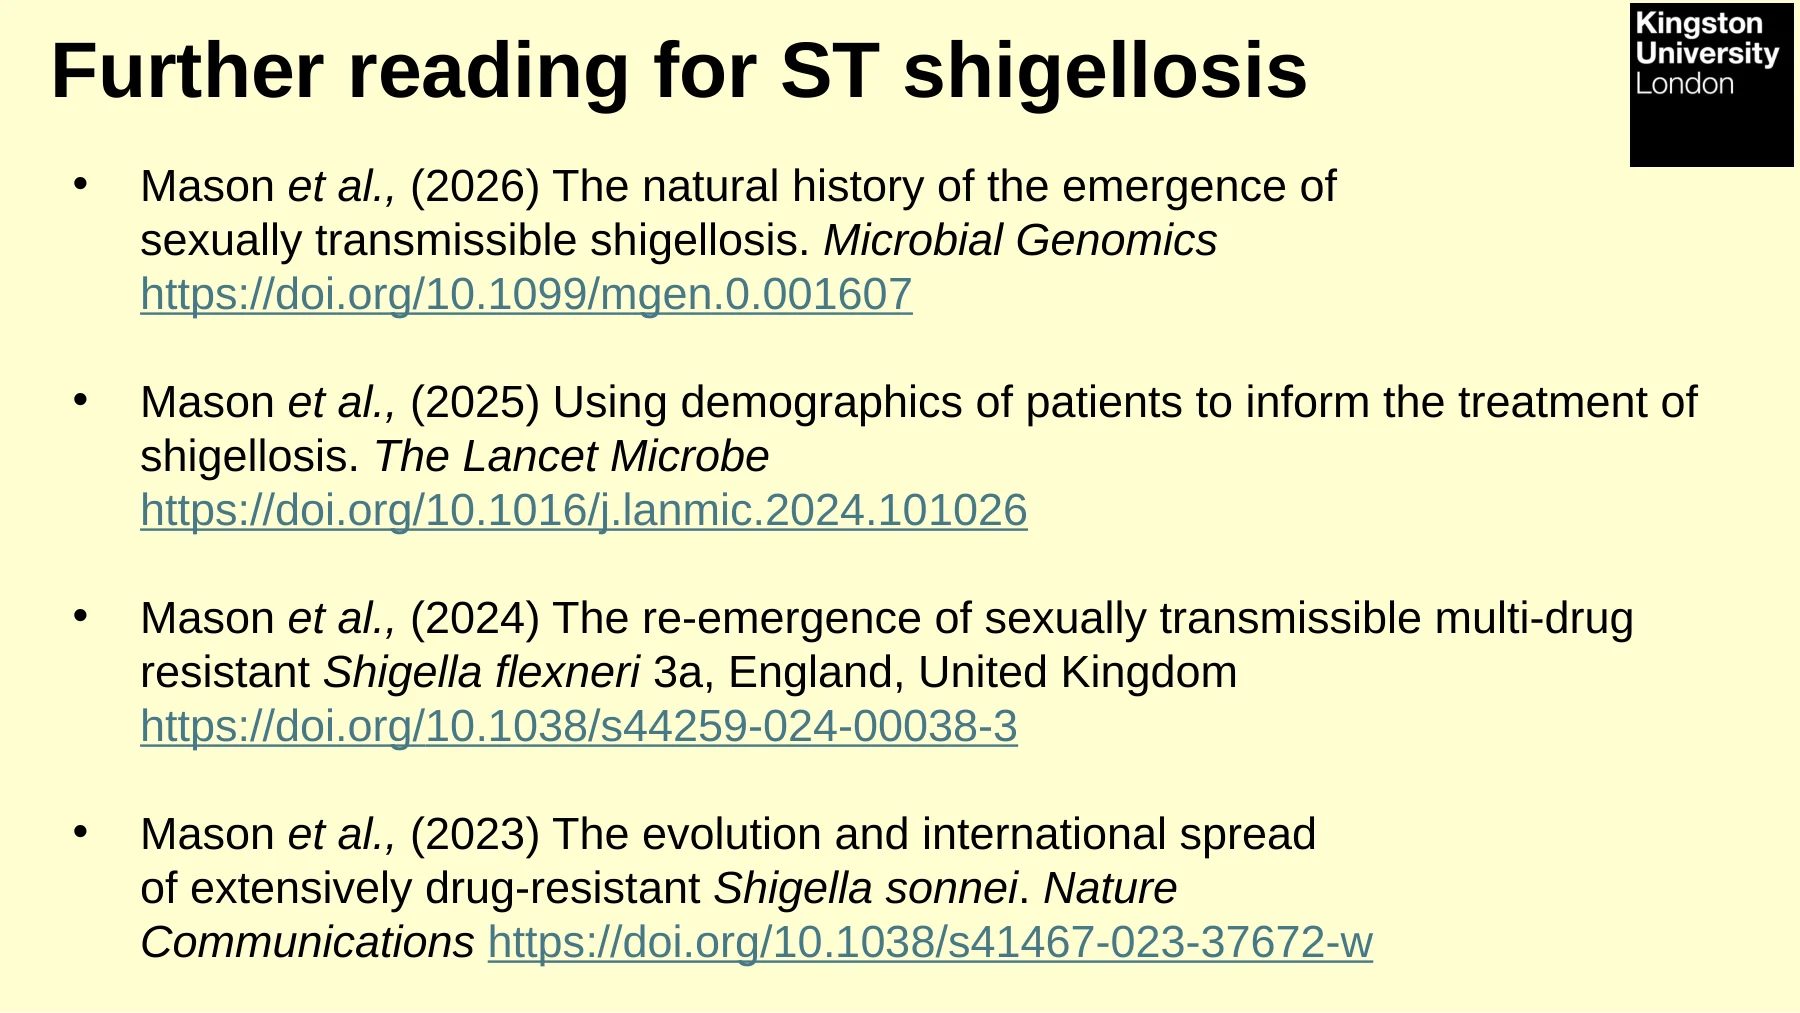 Further reading for ST shigellosis
Kingston
University
London
• Mason et al., (2026) The natural history of the emergence of
sexually transmissible shigellosis. Microbial Genomics
https://doi.org/10.1099/mgen.0.001607
• Mason et al., (2025) Using demographics of patients to inform the treatment of
shigellosis. The Lancet Microbe
https://doi.org/10.1016/j.lanmic.2024.101026
• Mason et al., (2024) The re-emergence of sexually transmissible multi-drug
resistant Shigella flexneri 3a, England, United Kingdom
https://doi.org/10.1038/s44259-024-00038-3
• Mason et al., (2023) The evolution and international spread
of extensively drug-resistant Shigella sonnei. Nature
Communications https://doi.org/10.1038/s41467-023-37672-w